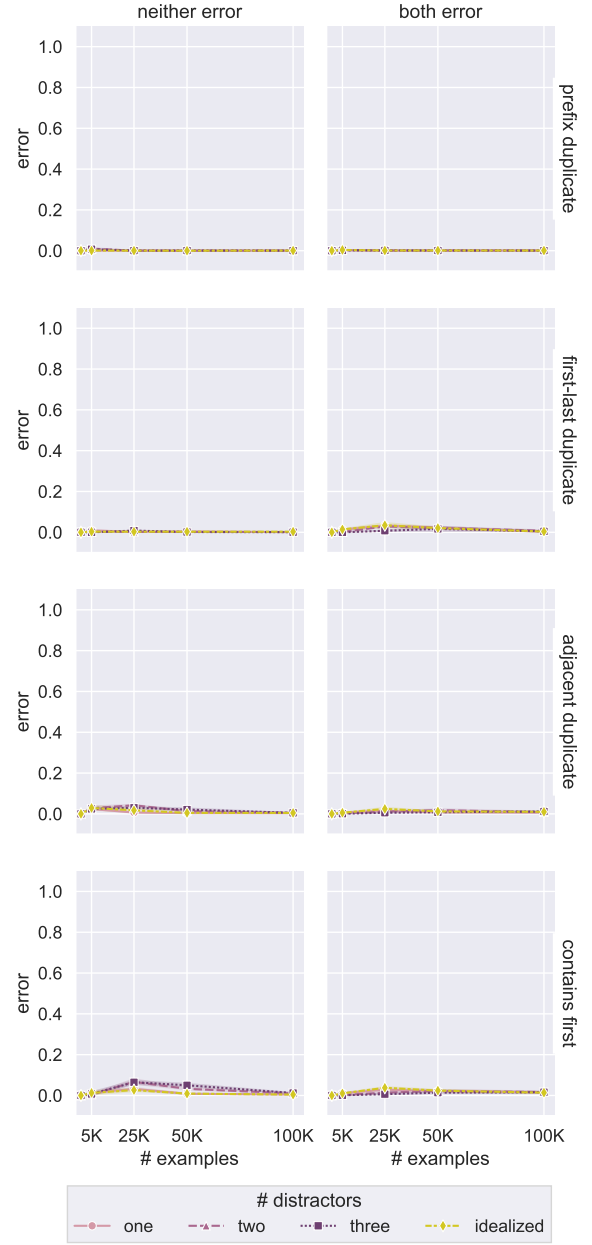 neither error
both error
1.0
0.8
0.6
0.4
0.2
0.0
error
prefix duplicate
1.0
0.8
0.6
0.4
0.2
0.0
error
first-last duplicate
1.0
0.8
0.6
0.4
0.2
0.0
error
adjacent duplicate
1.0
0.8
0.6
0.4
0.2
0.0
error
contains first
5K 25K 50K 100K
# examples
5K 25K 50K 100K
# examples
# distractors
one two three idealized